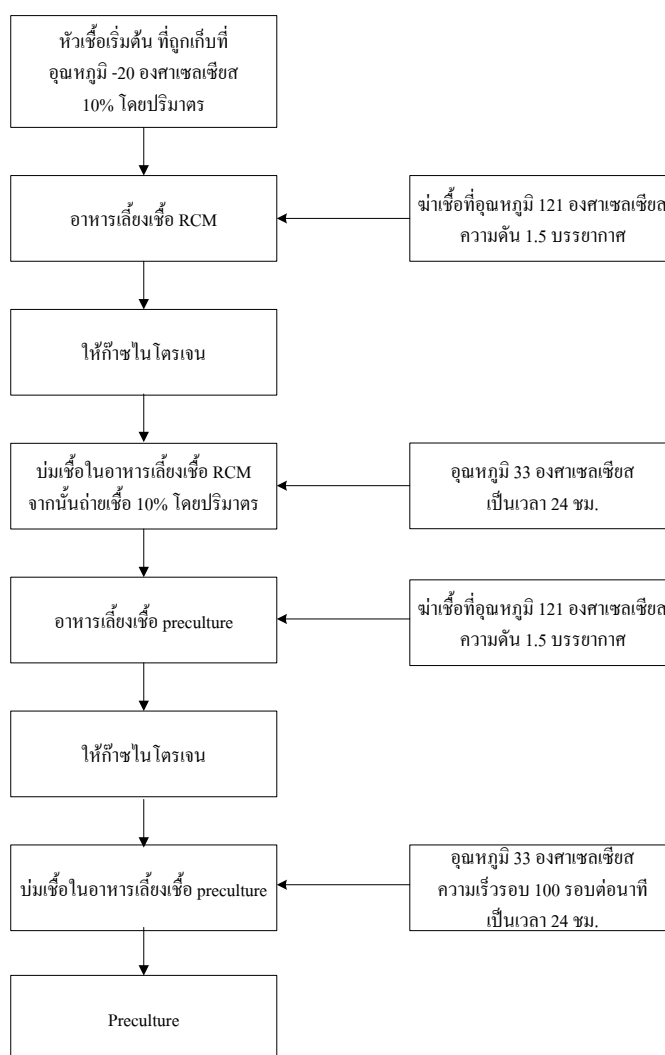 หัวเชื้อเริ่มต้น ที่ถูกเก็บที่
อุณหภูมิ -20 องศาเซลเซียส
10% โดยปริมาตร
อาหารเลี้ยงเชื้อ RCM
ฆ่าเชื้อที่อุณหภูมิ 121 องศาเซลเซียส
ความดัน 1.5 บรรยากาศ
ให้ก๊าซไนโตรเจน
บ่มเชื้อในอาหารเลี้ยงเชื้อ RCM
จากนั้นถ่ายเชื้อ 10% โดยปริมาตร
อุณหภูมิ 33 องศาเซลเซียส
เป็นเวลา 24 ชม.
อาหารเลี้ยงเชื้อ preculture
ฆ่าเชื้อที่อุณหภูมิ 121 องศาเซลเซียส
ความดัน 1.5 บรรยากาศ
ให้ก๊าซไนโตรเจน
บ่มเชื้อในอาหารเลี้ยงเชื้อ preculture
อุณหภูมิ 33 องศาเซลเซียส
ความเร็วรอบ 100 รอบต่อนาที
เป็นเวลา 24 ชม.
Preculture